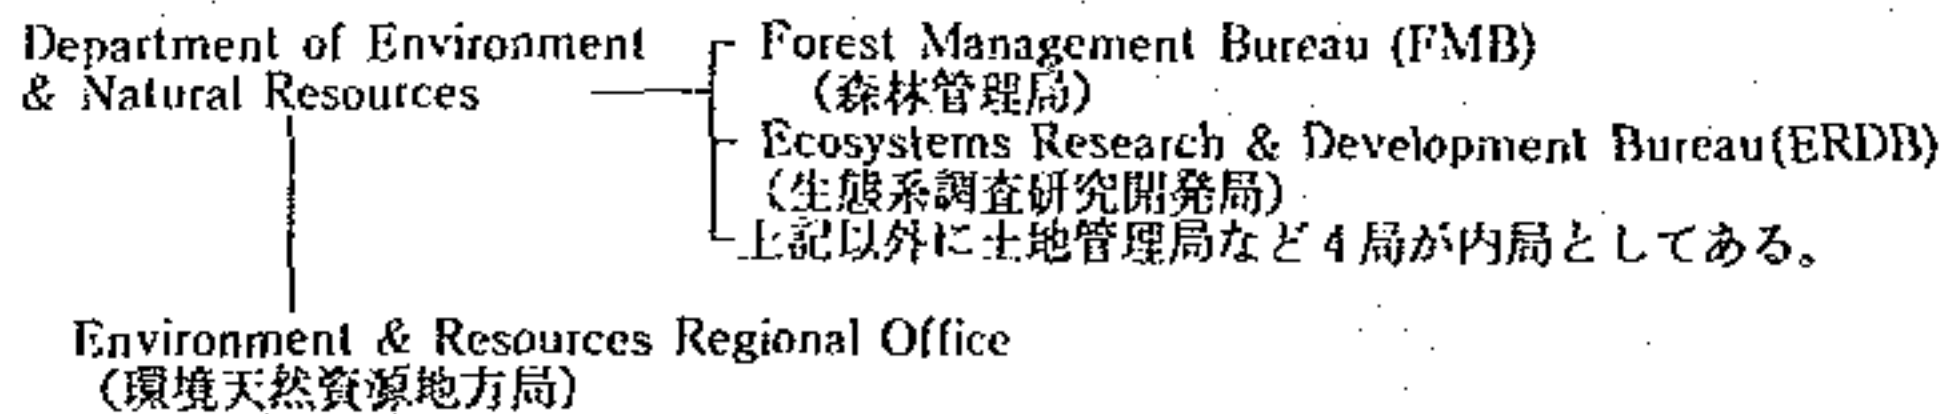 Department of Environment
& Natural Resources
Forest Management Bureau (FMB)
(森林管理局)
Ecosystems Research & Development Bureau(ERDB)
(生態系調査研究開発局)
上記以外に土地管理局など4局が内局としてある。
Environment & Resources Regional Office
(環境天然資源地方局)